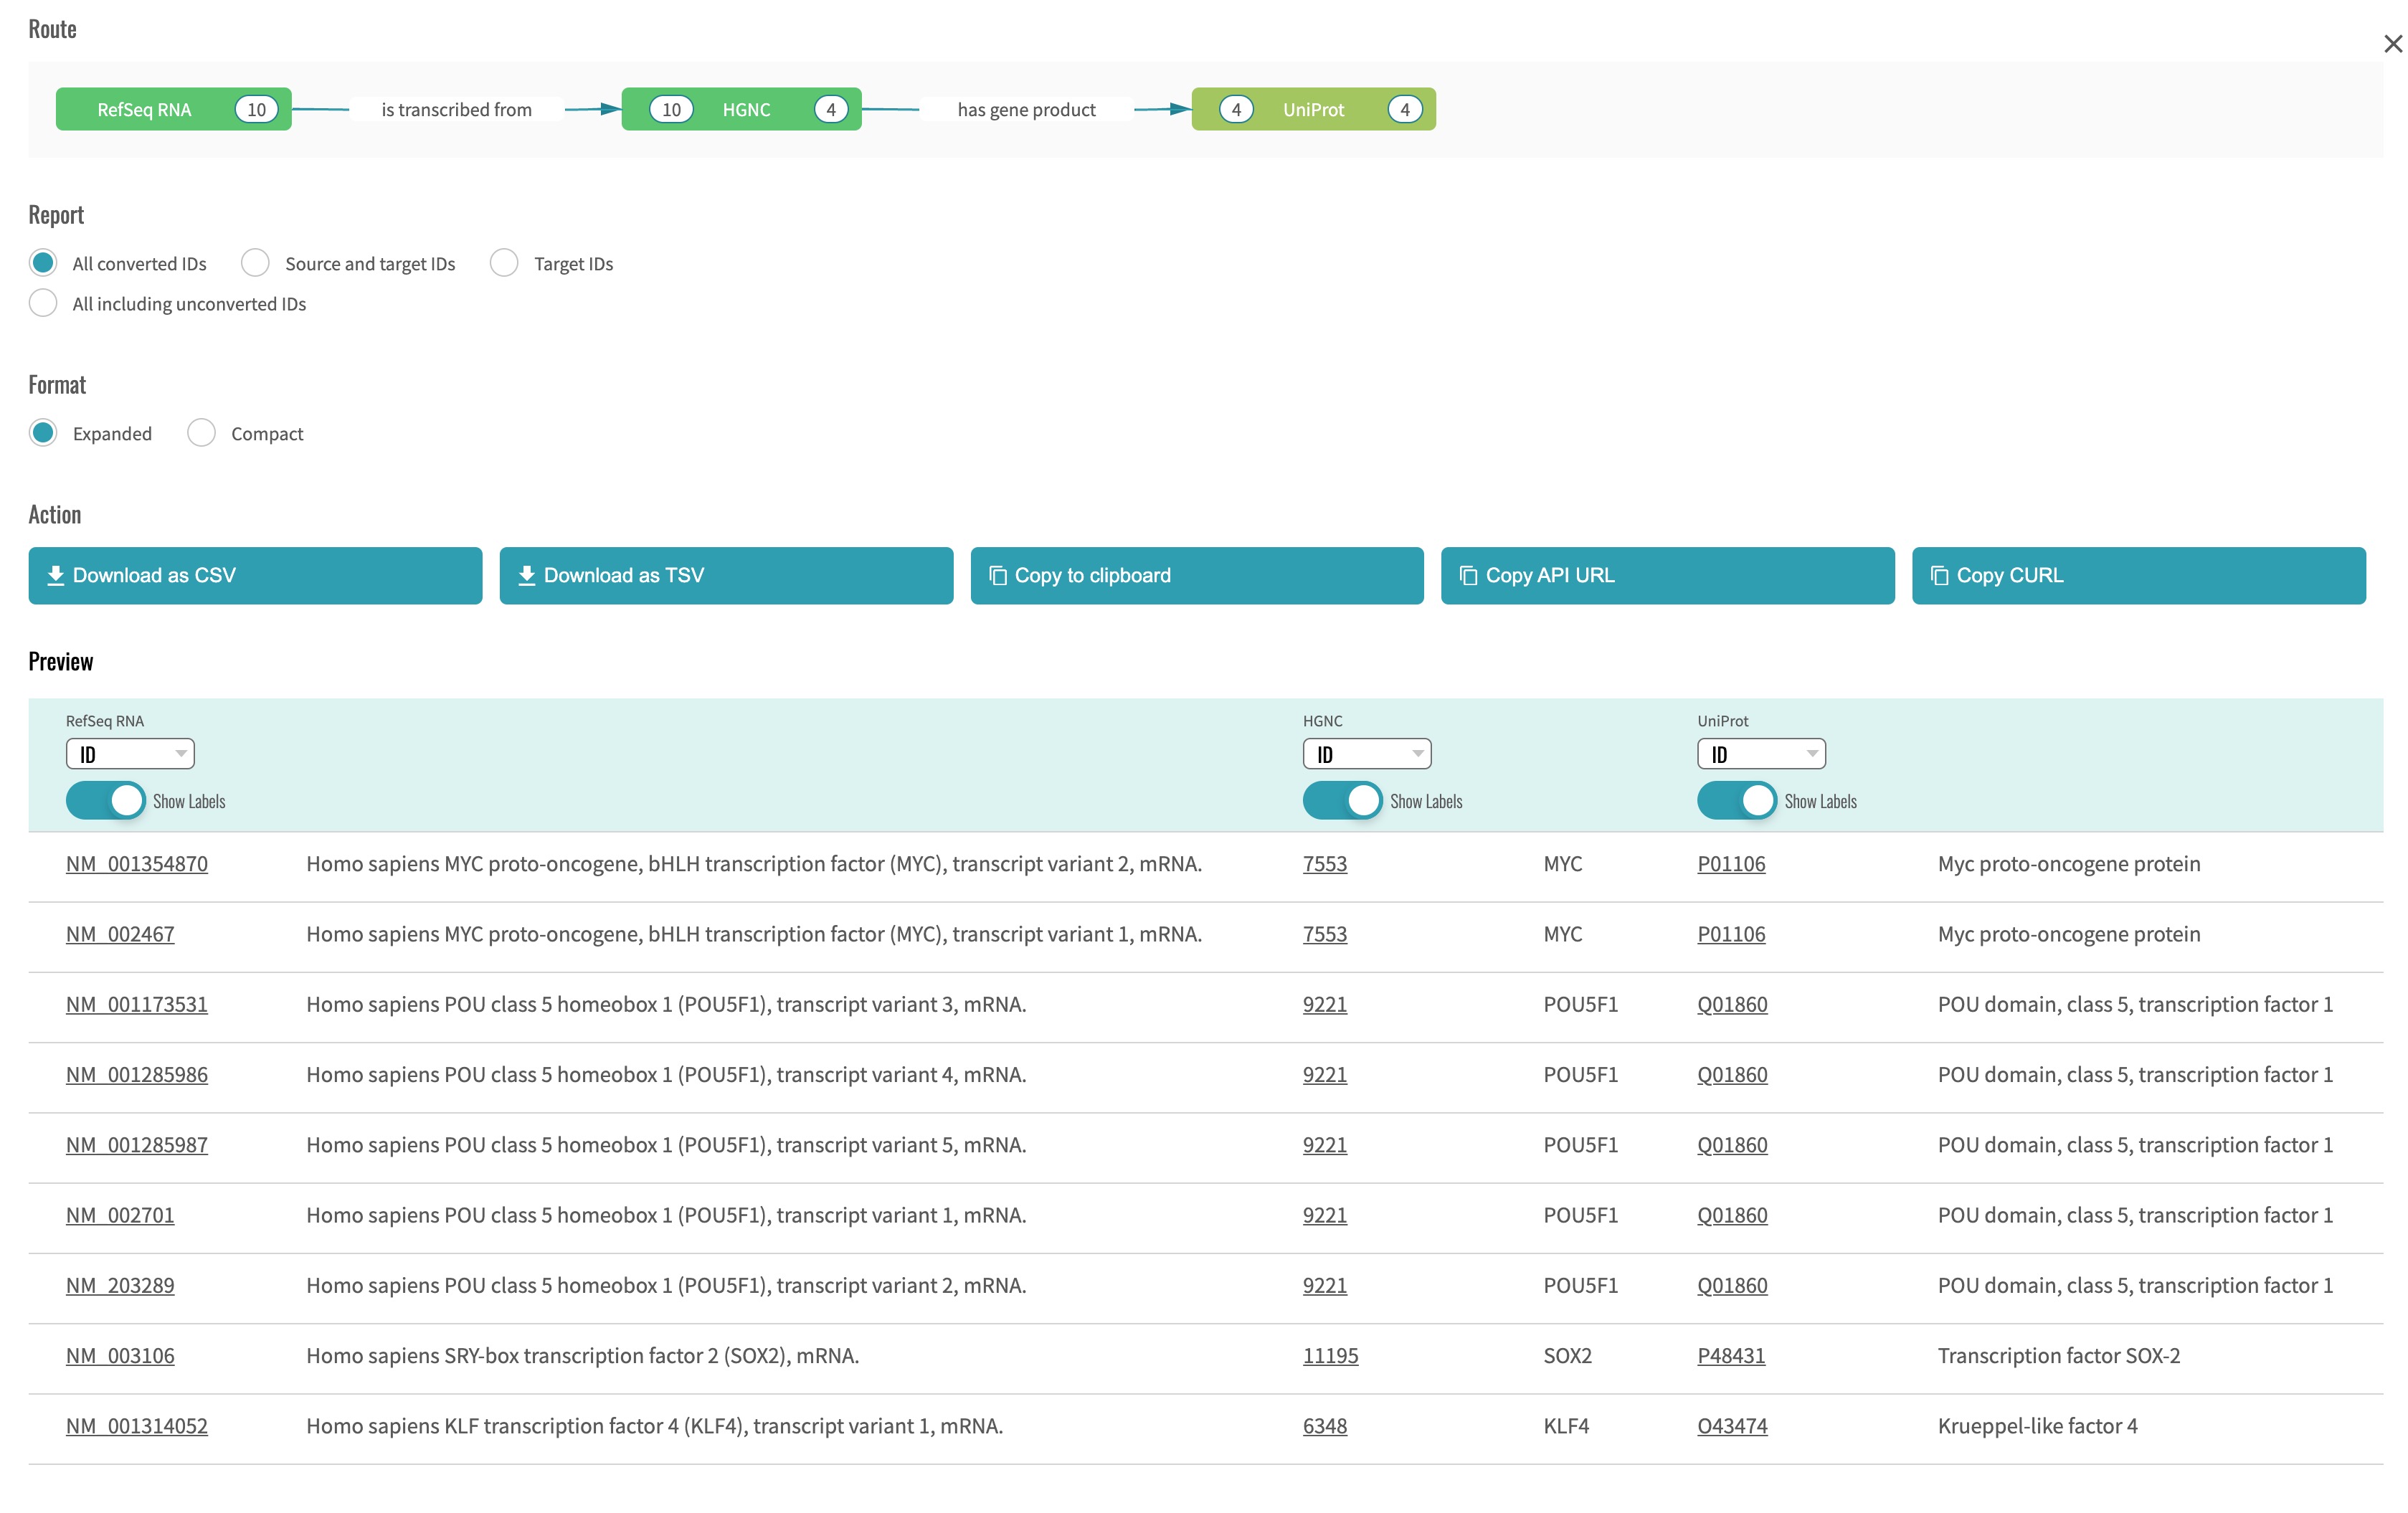 Route
RefSeq RNA 10 is transcribed from 10 HGNC 4 has gene product 4 UniProt 4
Report
All converted IDs Source and target IDs Target IDs
All including unconverted IDs
Format
Expanded Compact
Action
Download as CSV Download as TSV Copy to clipboard Copy API URL Copy CURL
Preview
RefSeq RNA HGNC UniProt
ID ID ID
Show Labels Show Labels Show Labels
NM_001354870 Homo sapiens MYC proto-oncogene, bHLH transcription factor (MYC), transcript variant 2, mRNA. 7553 MYC P01106 Myc proto-oncogene protein
NM_002467 Homo sapiens MYC proto-oncogene, bHLH transcription factor (MYC), transcript variant 1, mRNA. 7553 MYC P01106 Myc proto-oncogene protein
NM_001173531 Homo sapiens POU class 5 homeobox 1 (POU5F1), transcript variant 3, mRNA. 9221 POU5F1 Q01860 POU domain, class 5, transcription factor 1
NM_001285986 Homo sapiens POU class 5 homeobox 1 (POU5F1), transcript variant 4, mRNA. 9221 POU5F1 Q01860 POU domain, class 5, transcription factor 1
NM_001285987 Homo sapiens POU class 5 homeobox 1 (POU5F1), transcript variant 5, mRNA. 9221 POU5F1 Q01860 POU domain, class 5, transcription factor 1
NM_002701 Homo sapiens POU class 5 homeobox 1 (POU5F1), transcript variant 1, mRNA. 9221 POU5F1 Q01860 POU domain, class 5, transcription factor 1
NM_203289 Homo sapiens POU class 5 homeobox 1 (POU5F1), transcript variant 2, mRNA. 9221 POU5F1 Q01860 POU domain, class 5, transcription factor 1
NM_003106 Homo sapiens SRY-box transcription factor 2 (SOX2), mRNA. 11195 SOX2 P48431 Transcription factor SOX-2
NM_001314052 Homo sapiens KLF transcription factor 4 (KLF4), transcript variant 1, mRNA. 6348 KLF4 O43474 Krueppel-like factor 4